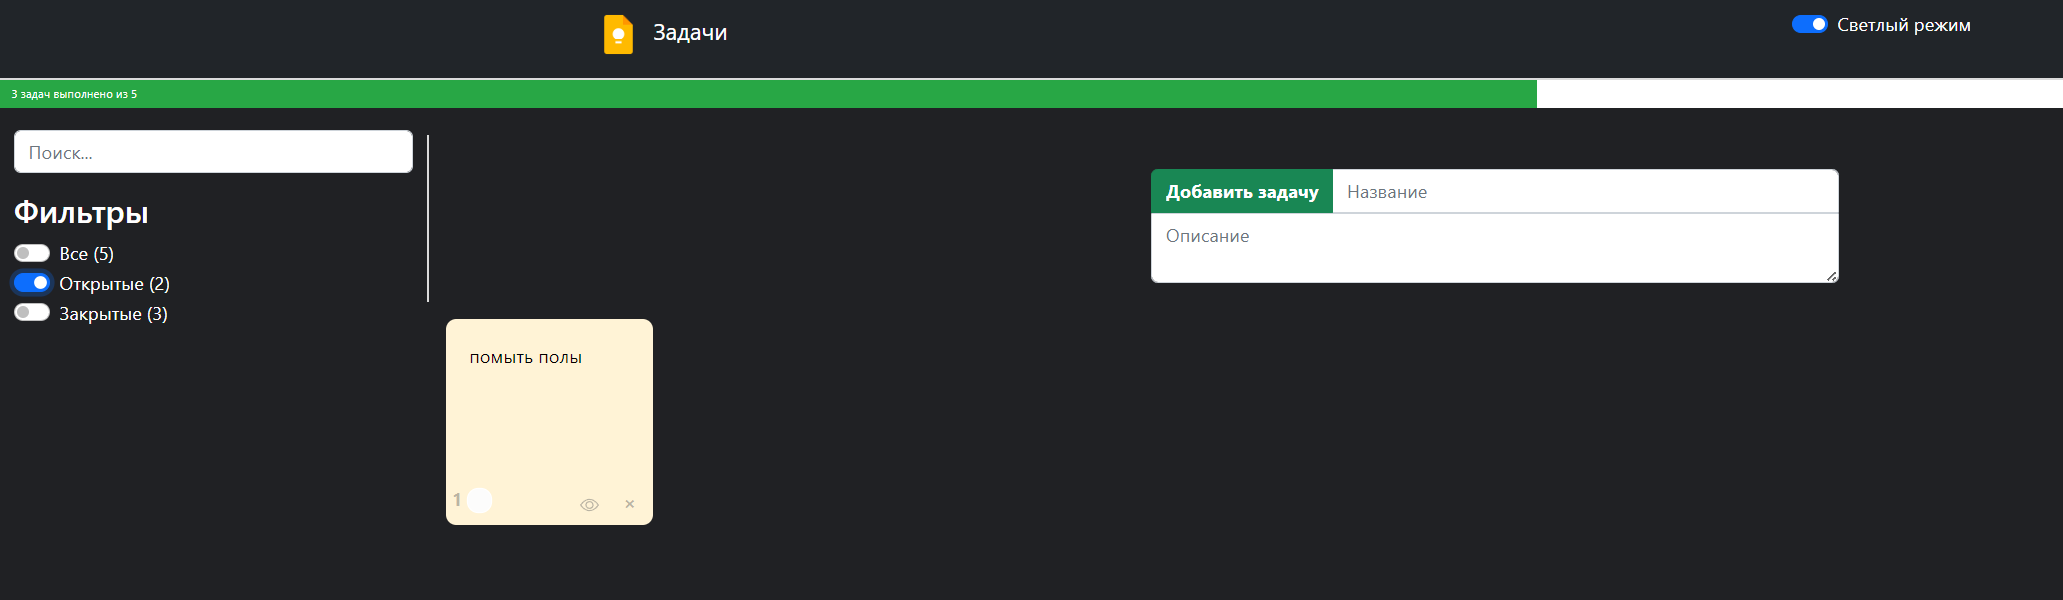 Задачи
Светлый режим
3 задач выполнено из 5
Поиск...
Фильтры
Все (5)
Открытые (2)
Закрытые (3)
Добавить задачу
Название
Описание
ПОМЫТЬ ПОЛЫ
1
×